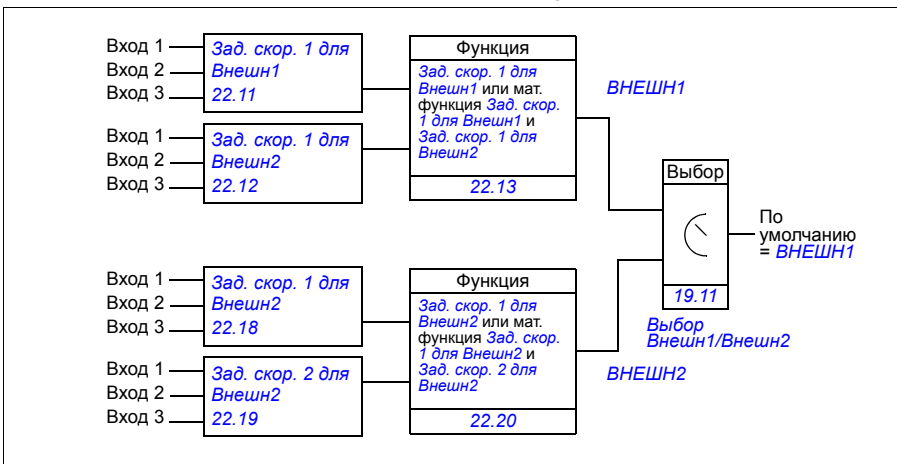 Вход 1
Вход 2
Вход 3
Зад. скор. 1 для
Внешн1
22.11
Вход 1
Вход 2
Вход 3
Зад. скор. 1 для
Внешн2
22.12
Функция
Зад. скор. 1 для
Внешн1 или мат.
функция Зад. скор.
1 для Внешн1 и
Зад. скор. 1 для
Внешн2
22.13
ВНЕШН1
Выбор
19.11
Выбор
Внешн1/Внешн2
По
умолчанию
= ВНЕШН1
Вход 1
Вход 2
Вход 3
Зад. скор. 1 для
Внешн2
22.18
Вход 1
Вход 2
Вход 3
Зад. скор. 2 для
Внешн2
22.19
Функция
Зад. скор. 1 для
Внешн2 или мат.
функция Зад. скор.
1 для Внешн2 и
Зад. скор. 2 для
Внешн2
22.20
ВНЕШН2